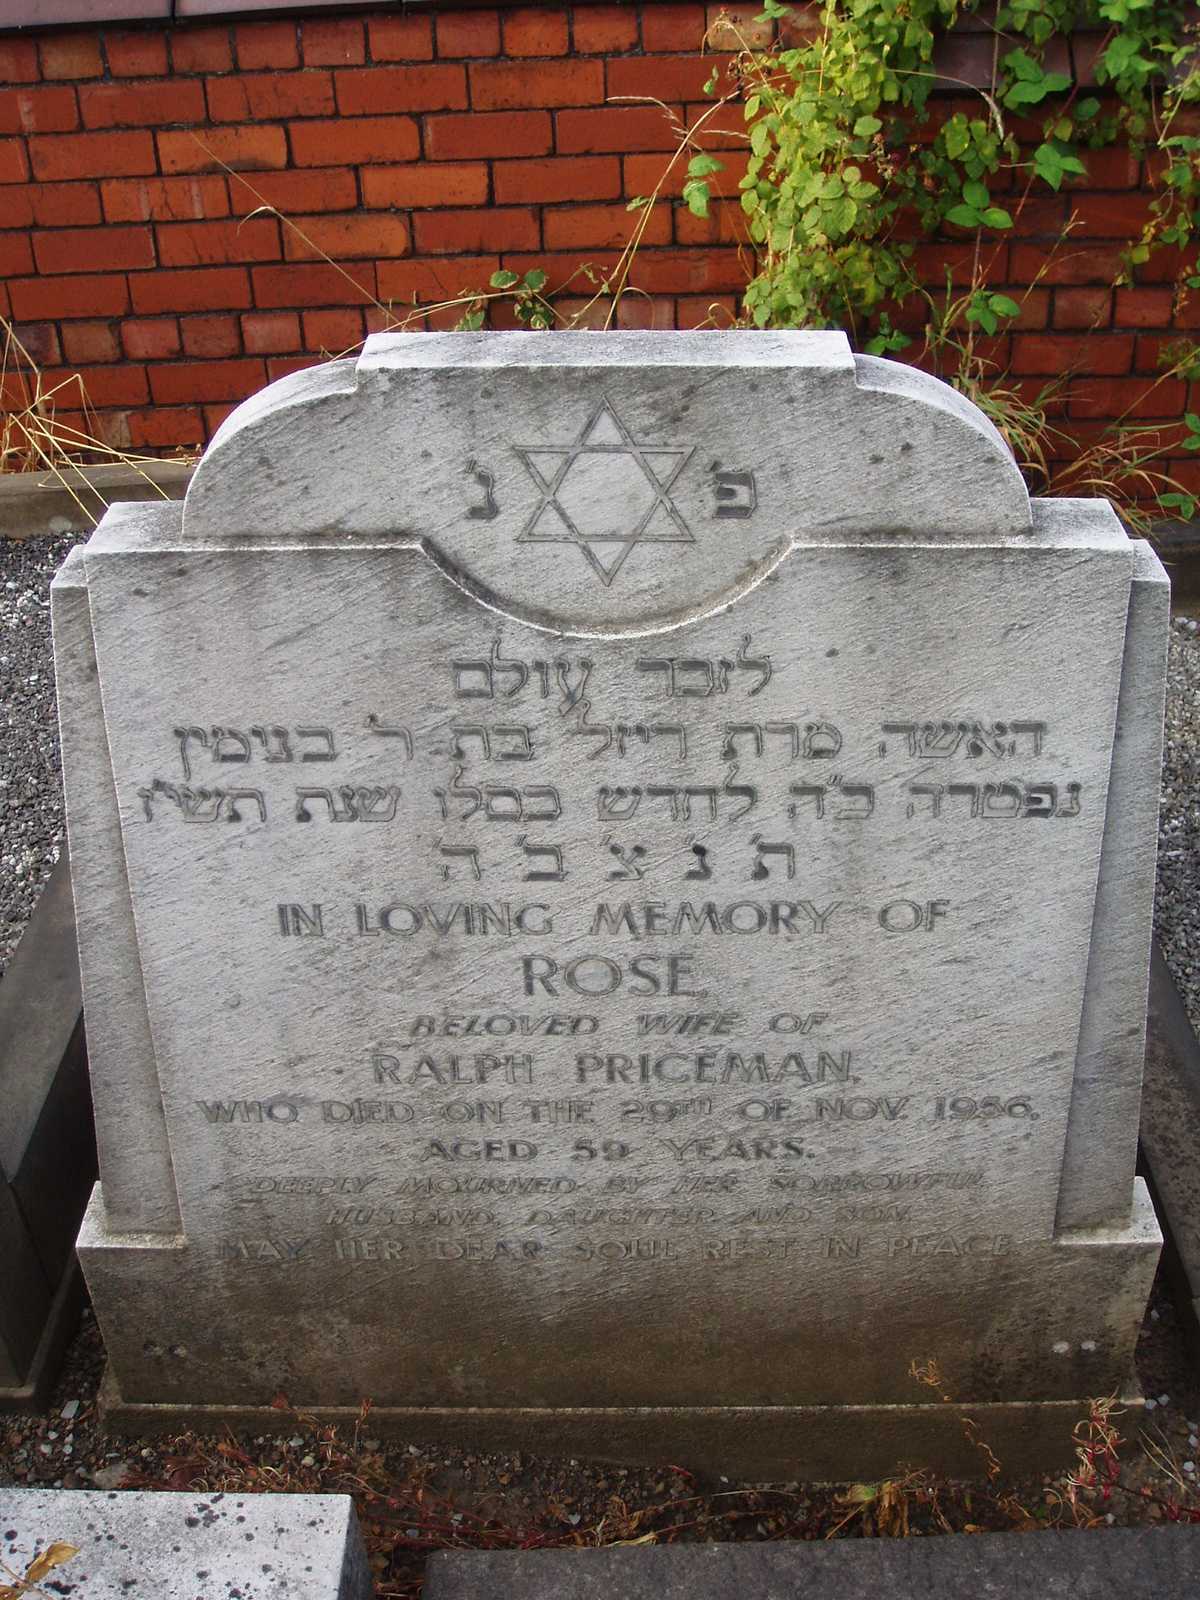 פ' נ'
לזכר עולם
האשה מרת רייזל בת ר' בנימין
נפטרה כ"ה לחדש כסלו שנת תשי"ז
ת' נ' צ' ב' ה'
IN LOVING MEMORY OF
ROSE
BELOVED WIFE OF
RALPH PRICEMAN.
WHO DIED ON THE 29TH OF NOV. 1956.
AGED 59 YEARS.
DEEPLY MOURNED BY HER SORROWFUL
HUSBAND, DAUGHTER AND SON.
MAY HER DEAR SOUL REST IN PEACE.